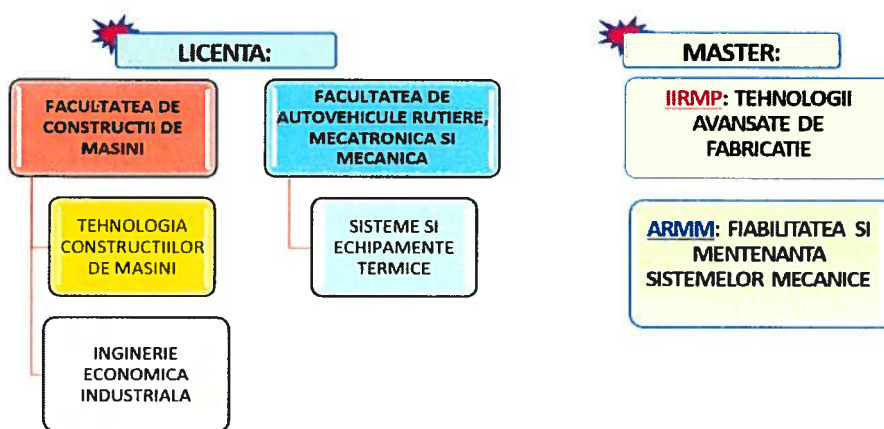 LICENTA:
FACULTATEA DE
CONSTRUCTII DE
MASINI
TEHNOLOGIA
CONSTRUCTIILOR
DE MASINI
INGINERIE
ECONOMICA
INDUSTRIALA
FACULTATEA DE
AUTOVEHICULE RUTIERE,
MECATRONICA SI
MECANICA
SISTEME SI
ECHIPAMENTE
TERMICE
MASTER:
IIRMP: TEHNOLOGII
AVANSATE DE
FABRICATIE
ARMM: FIABILITATEA SI
MENTENANTA
SISTEMELOR MECANICE